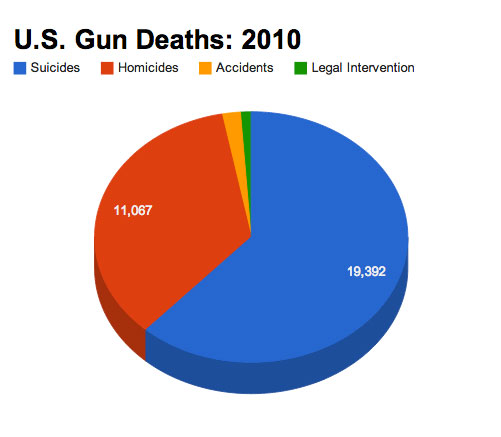 U.S. Gun Deaths: 2010
Suicides Homicides Accidents Legal Intervention
11,067
19,392